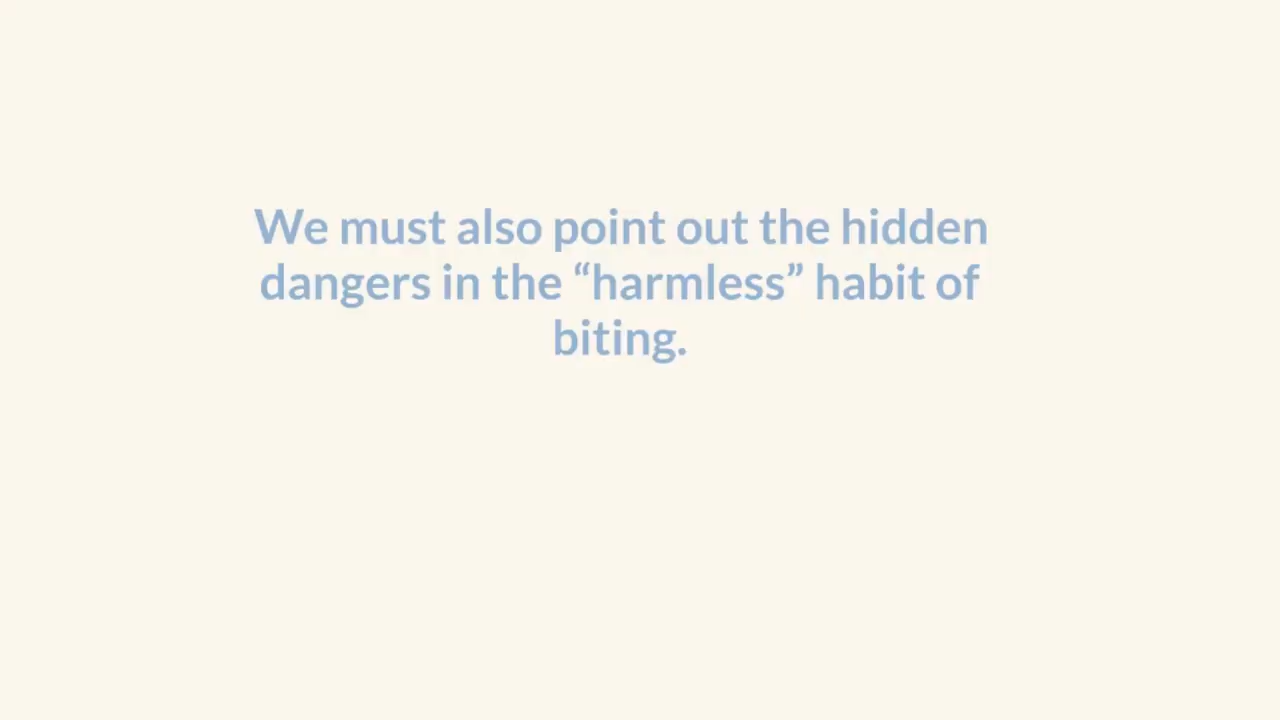 We must also point out the hidden
dangers in the “harmless” habit of
biting.